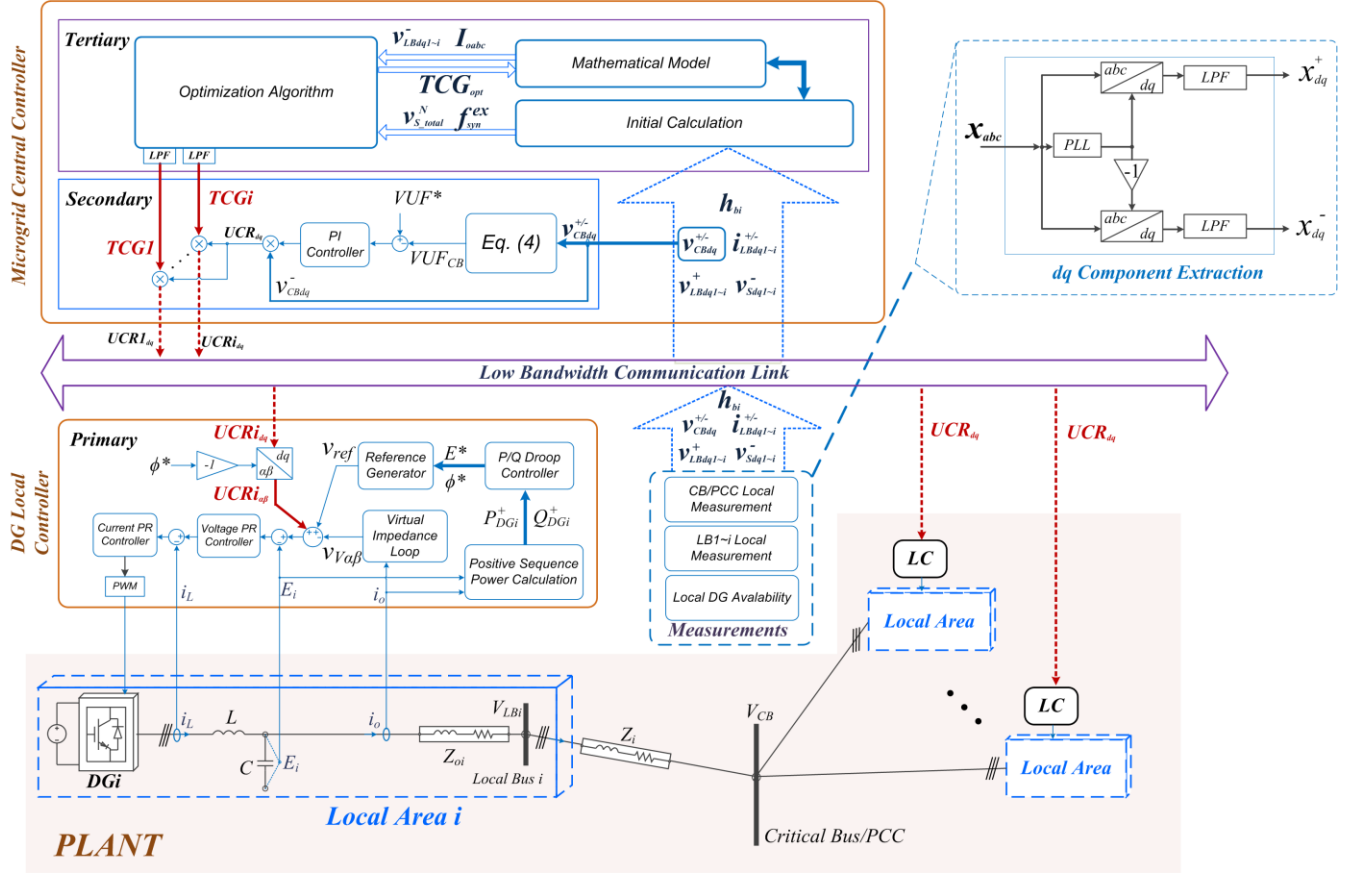 Microgrid Central Controller
Tertiary
Optimization Algorithm
v⁻LBdq1~i Ioabc
TCGopt
v^N S_total f^ex syn
Mathematical Model
Initial Calculation
LPF LPF
Secondary
TCGi
TCG1
UCRdq
PI
Controller
VUF*
VUFCB
Eq. (4)
v^+/- CBdq
v⁻CBdq
hbi
v^+/- CBdq i^+/- LBdq1~i
v⁺LBdq1~i v⁻Sdq1~i
UCR1dq
UCRidq
xabc
PLL
-1
abc
dq
LPF
x⁺dq
abc
dq
LPF
x⁻dq
dq Component Extraction
Low Bandwidth Communication Link
DG Local
Controller
Primary
UCRidq
ϕ*
-1
dq
αβ
UCRiαβ
vref
Reference
Generator
E*
ϕ*
P/Q Droop
Controller
P⁺DGi Q⁺DGi
Current PR
Controller
Voltage PR
Controller
vVαβ
Virtual
Impedance
Loop
Positive Sequence
Power Calculation
PWM
iL
Ei
io
hbi
v^+/- CBdq i^+/- LBdq1~i
v⁺LBdq1~i v⁻Sdq1~i
CB/PCC Local
Measurement
LB1~i Local
Measurement
Local DG Avalability
Measurements
UCRdq
UCRdq
LC
Local Area
LC
Local Area
DGi
iL
L
C
Ei
io
Zoi
VLBi
Local Bus i
Zi
VCB
Critical Bus/PCC
Local Area i
PLANT